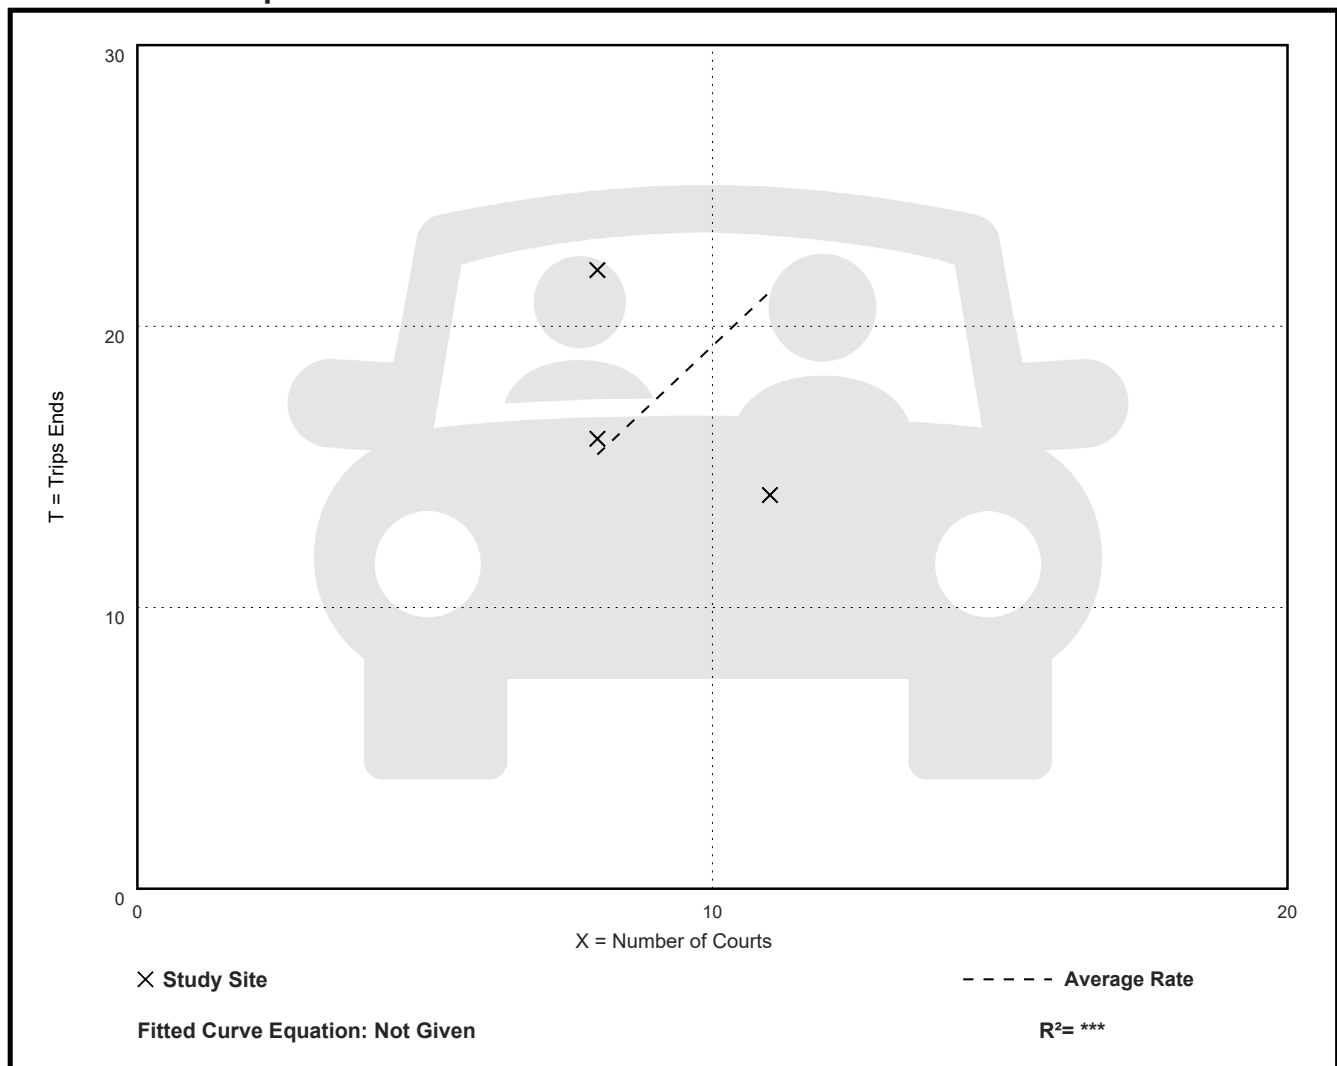 30
20
10
0
T = Trips Ends
0 10 20
X = Number of Courts
Study Site Average Rate
Fitted Curve Equation: Not Given R²= ***